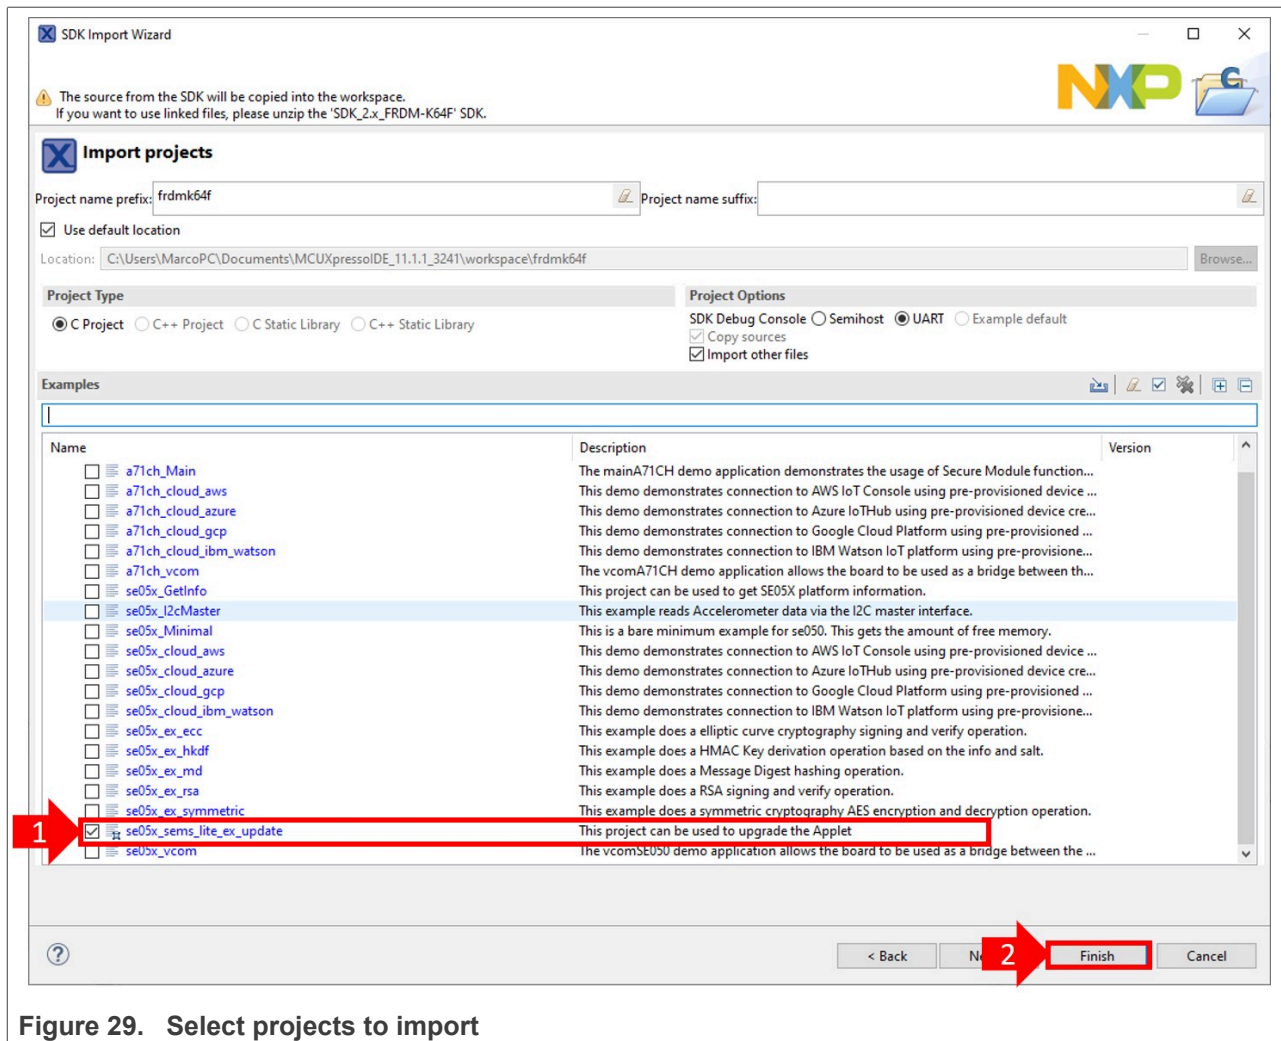 SDK Import Wizard
The source from the SDK will be copied into the workspace.
If you want to use linked files, please unzip the 'SDK_2.x_FRDM-K64F' SDK.
NXP
C
Import projects
Project name prefix: frdmk64f Project name suffix:
Use default location
Location: C:\Users\MarcoPC\Documents\MCUXpressoIDE_11.1.1_3241\workspace\frdmk64f Browse...
Project Type Project Options
C Project C++ Project C Static Library C++ Static Library SDK Debug Console Semihost UART Example default
Copy sources
Import other files
Examples
Name Description Version
a71ch_Main The mainA71CH demo application demonstrates the usage of Secure Module function...
a71ch_cloud_aws This demo demonstrates connection to AWS IoT Console using pre-provisioned device ...
a71ch_cloud_azure This demo demonstrates connection to Azure IoTHub using pre-provisioned device cre...
a71ch_cloud_gcp This demo demonstrates connection to Google Cloud Platform using pre-provisioned ...
a71ch_cloud_ibm_watson This demo demonstrates connection to IBM Watson IoT platform using pre-provisione...
a71ch_vcom The vcomA71CH demo application allows the board to be used as a bridge between th...
se05x_GetInfo This project can be used to get SE05X platform information.
se05x_I2cMaster This example reads Accelerometer data via the I2C master interface.
se05x_Minimal This is a bare minimum example for se050. This gets the amount of free memory.
se05x_cloud_aws This demo demonstrates connection to AWS IoT Console using pre-provisioned device ...
se05x_cloud_azure This demo demonstrates connection to Azure IoTHub using pre-provisioned device cre...
se05x_cloud_gcp This demo demonstrates connection to Google Cloud Platform using pre-provisioned ...
se05x_cloud_ibm_watson This demo demonstrates connection to IBM Watson IoT platform using pre-provisione...
se05x_ex_ecc This example does a elliptic curve cryptography signing and verify operation.
se05x_ex_hkdf This example does a HMAC Key derivation operation based on the info and salt.
se05x_ex_md This example does a Message Digest hashing operation.
se05x_ex_rsa This example does a RSA signing and verify operation.
se05x_ex_symmetric This example does a symmetric cryptography AES encryption and decryption operation.
1 se05x_sems_lite_ex_update This project can be used to upgrade the Applet
se05x_vcom The vcomSE050 demo application allows the board to be used as a bridge between the ...
? < Back 2 Finish Cancel
Figure 29. Select projects to import